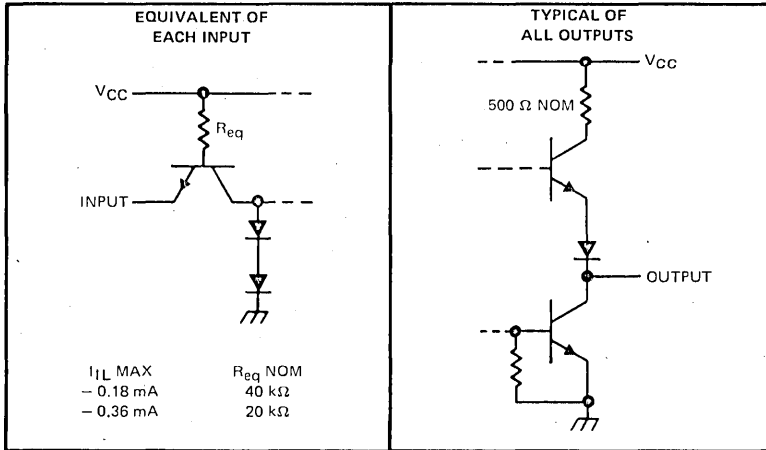 EQUIVALENT OF
EACH INPUT
VCC
Req
INPUT
IIL MAX Req NOM
− 0.18 mA 40 kΩ
− 0.36 mA 20 kΩ
TYPICAL OF
ALL OUTPUTS
VCC
500 Ω NOM
OUTPUT